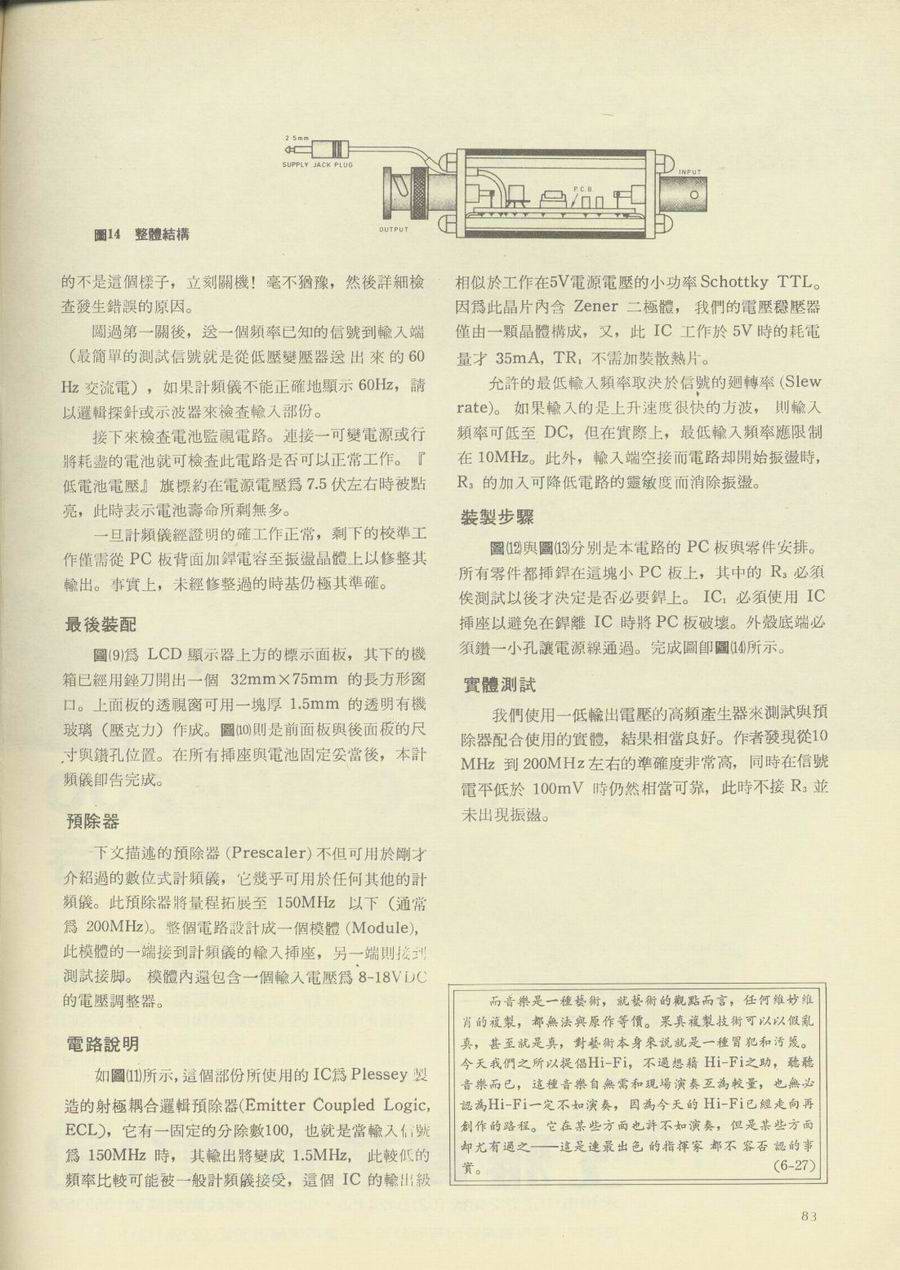 2 5mm
SUPPLY JACK PLUG
P.C.B
INPUT
OUTPUT
圖14 整體結構
的不是這個樣子，立刻關機！毫不猶豫，然後詳細檢
查發生錯誤的原因。
闖過第一關後，送一個頻率已知的信號到輸入端
（最簡單的測試信號就是從低壓變壓器送出來的60
Hz 交流電），如果計頻儀不能正確地顯示60Hz，請
以邏輯探針或示波器來檢查輸入部份。
接下來檢查電池監視電路。連接一可變電源或行
將耗盡的電池就可檢查此電路是否可以正常工作。『
低電池電壓』旗標約在電源電壓爲 7.5 伏左右時被點
亮，此時表示電池壽命所剩無多。
一旦計頻儀經證明的確工作正常，剩下的校準工
作僅需從 PC 板背面加銲電容至振盪晶體上以修整其
輸出。事實上，未經修整過的時基仍極其準確。
最後裝配
圖(9)爲 LCD 顯示器上方的標示面板，其下的機
箱已經用銼刀開出一個 32mm×75mm 的長方形窗
口。上面板的透視窗可用一塊厚 1.5mm 的透明有機
玻璃（壓克力）作成。圖(10)則是前面板與後面板的尺
寸與鑽孔位置。在所有挿座與電池固定妥當後，本計
頻儀卽告完成。
預除器
下文描述的預除器 (Prescaler) 不但可用於剛才
介紹過的數位式計頻儀，它幾乎可用於任何其他的計
頻儀。此預除器將量程拓展至 150MHz 以下（通常
爲 200MHz)。整個電路設計成一個模體 (Module),
此模體的一端接到計頻儀的輸入挿座，另一端則接到
測試接脚。 模體內還包含一個輸入電壓爲 8-18V DC
的電壓調整器。
電路說明
如圖(11)所示，這個部份所使用的 IC爲 Plessey 製
造的射極耦合邏輯預除器(Emitter Coupled Logic,
ECL)，它有一固定的分除數100, 也就是當輸入信號
爲 150MHz 時， 其輸出將變成 1.5MHz, 此較低的
頻率比較可能被一般計頻儀接受，這個 IC 的輸出級
相似於工作在5V電源電壓的小功率 Schottky TTL。
因爲此晶片內含 Zener 二極體， 我們的電壓穩壓器
僅由一顆晶體構成，又，此 IC 工作於 5V 時的耗電
量才 35mA, TR₁ 不需加裝散熱片。
允許的最低輸入頻率取決於信號的廻轉率 (Slew
rate)。 如果輸入的是上升速度很快的方波， 則輸入
頻率可低至 DC，但在實際上，最低輸入頻率應限制
在 10MHz。此外，輸入端空接而電路却開始振盪時，
R₃ 的加入可降低電路的靈敏度而消除振盪。
裝製步驟
圖(12)與圖(13)分別是本電路的 PC 板與零件安排。
所有零件都挿銲在這塊小 PC 板上，其中的 R₃ 必須
俟測試以後才決定是否必要銲上。 IC₁ 必須使用 IC
挿座以避免在銲離 IC 時將 PC 板破壞。外殼底端必
須鑽一小孔讓電源線通過。完成圖卽圖(14)所示。
實體測試
我們使用一低輸出電壓的高頻產生器來測試與預
除器配合使用的實體， 結果相當良好。作者發現從10
MHz 到 200MHz左右的準確度非常高，同時在信號
電平低於 100mV 時仍然相當可靠，此時不接 R₃ 並
未出現振盪。
而音樂是一種藝術，就藝術的觀點而言，任何維妙維
肖的複製，都無法與原作等價。果真複製技術可以以假亂
真，甚至就是真，對藝術本身來說就是一種冒犯和污蔑。
今天我們之所以提倡Hi-Fi，不過想藉 Hi-Fi之助，聽聽
音樂而已，這種音樂自無需和現場演奏互為較量，也無必
認為Hi-Fi一定不如演奏，因為今天的 Hi-Fi已經走向再
創作的路程。它在某些方面也許不如演奏，但是某些方面
却尤有過之——這是連最出色的指揮家都不容否認的事
實。 (6-27)
83